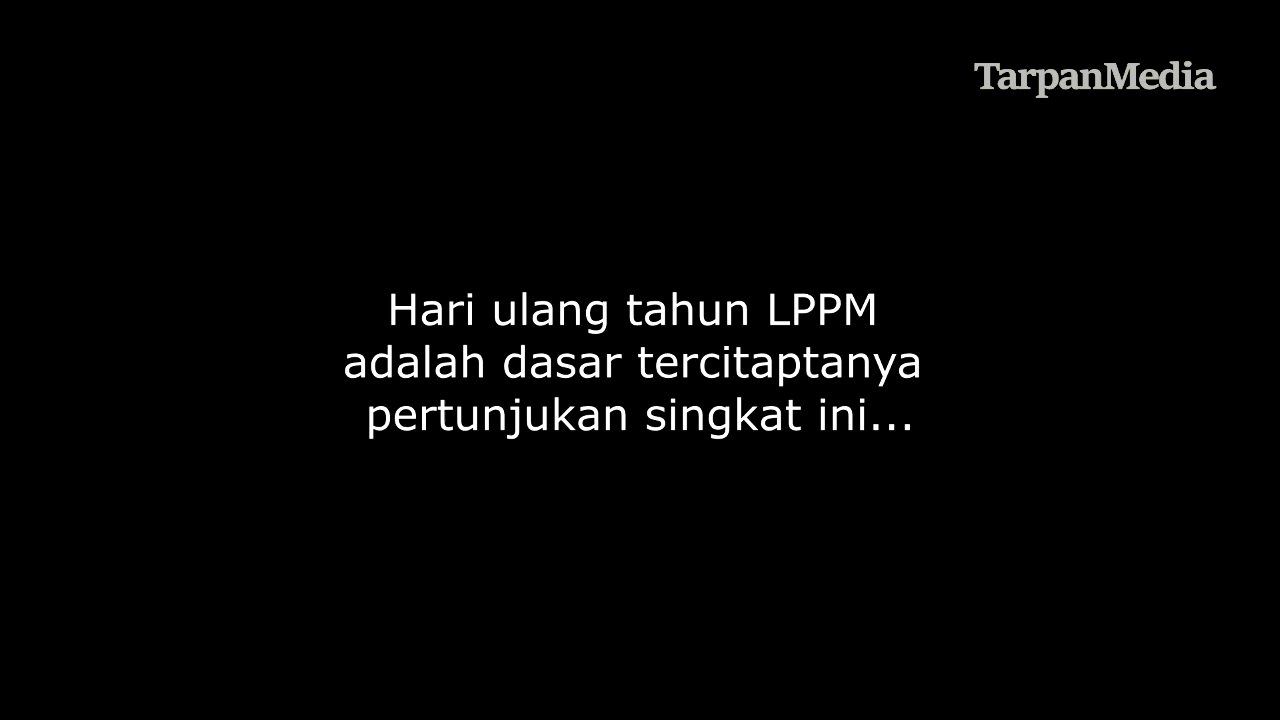 TarpanMedia
Hari ulang tahun LPPM
adalah dasar tercitaptanya
pertunjukan singkat ini...